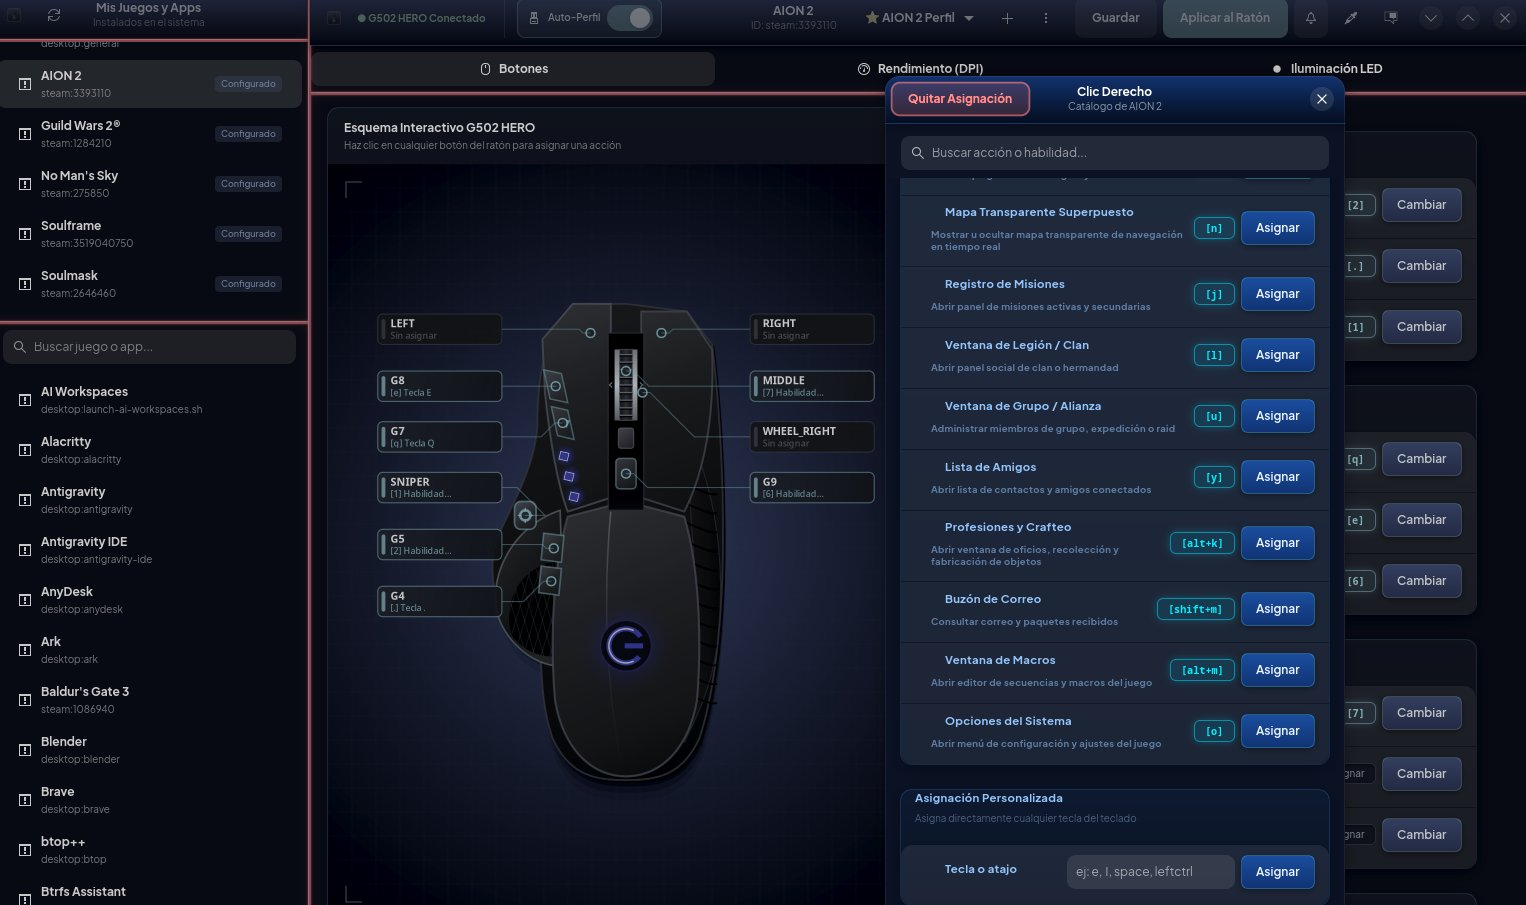 Mis Juegos y Apps
Instalados en el sistema
desktop:general
AION 2
steam:3393110
Configurado
Guild Wars 2®
steam:1284210
Configurado
No Man's Sky
steam:275850
Configurado
Soulframe
steam:3519040750
Configurado
Soulmask
steam:2646460
Configurado
Buscar juego o app...
AI Workspaces
desktop:launch-ai-workspaces.sh
Alacritty
desktop:alacritty
Antigravity
desktop:antigravity
Antigravity IDE
desktop:antigravity-ide
AnyDesk
desktop:anydesk
Ark
desktop:ark
Baldur's Gate 3
steam:1086940
Blender
desktop:blender
Brave
desktop:brave
btop++
desktop:btop
Btrfs Assistant
G502 HERO Conectado
Auto-Perfil
AION 2
ID: steam:3393110
AION 2 Perfil
Guardar
Aplicar al Ratón
Botones
Rendimiento (DPI)
Iluminación LED
Esquema Interactivo G502 HERO
Haz clic en cualquier botón del ratón para asignar una acción
LEFT
Sin asignar
G8
[e] Tecla E
G7
[q] Tecla Q
SNIPER
[1] Habilidad...
G5
[2] Habilidad...
G4
[.] Tecla .
RIGHT
Sin asignar
MIDDLE
[7] Habilidad...
WHEEL_RIGHT
Sin asignar
G9
[6] Habilidad...
Quitar Asignación
Clic Derecho
Catálogo de AION 2
Buscar acción o habilidad...
Mapa Transparente Superpuesto
Mostrar u ocultar mapa transparente de navegación
en tiempo real
[n]
Asignar
Registro de Misiones
Abrir panel de misiones activas y secundarias
[j]
Asignar
Ventana de Legión / Clan
Abrir panel social de clan o hermandad
[l]
Asignar
Ventana de Grupo / Alianza
Administrar miembros de grupo, expedición o raid
[u]
Asignar
Lista de Amigos
Abrir lista de contactos y amigos conectados
[y]
Asignar
Profesiones y Crafteo
Abrir ventana de oficios, recolección y
fabricación de objetos
[alt+k]
Asignar
Buzón de Correo
Consultar correo y paquetes recibidos
[shift+m]
Asignar
Ventana de Macros
Abrir editor de secuencias y macros del juego
[alt+m]
Asignar
Opciones del Sistema
Abrir menú de configuración y ajustes del juego
[o]
Asignar
Asignación Personalizada
Asigna directamente cualquier tecla del teclado
Tecla o atajo
ej: e, 1, space, leftctrl
Asignar
[2]
Cambiar
[.]
Cambiar
[1]
Cambiar
[q]
Cambiar
[e]
Cambiar
[6]
Cambiar
[7]
Cambiar
gnar
Cambiar
gnar
Cambiar